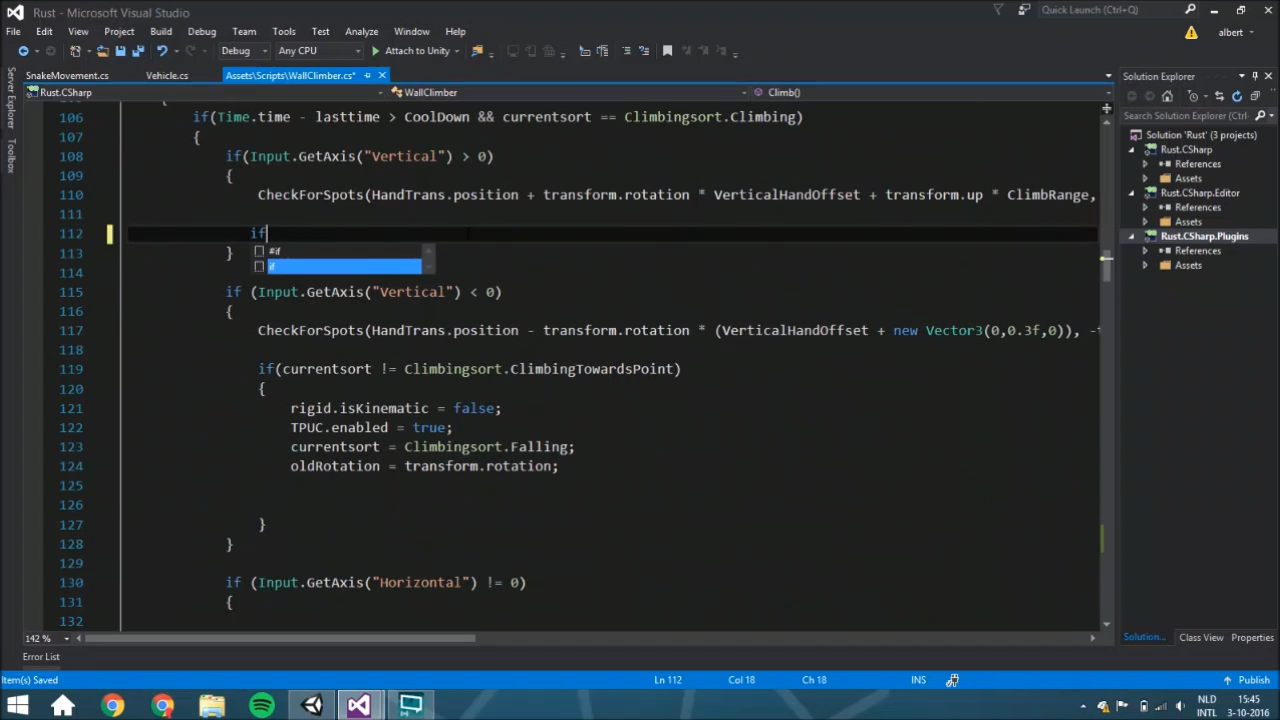 Rust - Microsoft Visual Studio
Quick Launch (Ctrl+Q)
File Edit View Project Build Debug Team Tools Test Analyze Window Help
albert
Debug Any CPU Attach to Unity
SnakeMovement.cs Vehicle.cs Assets\Scripts\WallClimber.cs*
Solution Explorer
Rust.CSharp WallClimber Climb()
Server Explorer
Toolbox
Search Solution Explorer (Ctrl+
Solution 'Rust' (3 projects)
Rust.CSharp
References
Assets
Rust.CSharp.Editor
References
Assets
Rust.CSharp.Plugins
References
Assets
{
106 if(Time.time - lasttime > CoolDown && currentsort == Climbingsort.Climbing)
107 {
108 if(Input.GetAxis("Vertical") > 0)
109 {
110 CheckForSpots(HandTrans.position + transform.rotation * VerticalHandOffset + transform.up * ClimbRange,
111
112 if
#if
if
113 }
114
115 if (Input.GetAxis("Vertical") < 0)
116 {
117 CheckForSpots(HandTrans.position - transform.rotation * (VerticalHandOffset + new Vector3(0,0.3f,0)), -t
118
119 if(currentsort != Climbingsort.ClimbingTowardsPoint)
120 {
121 rigid.isKinematic = false;
122 TPUC.enabled = true;
123 currentsort = Climbingsort.Falling;
124 oldRotation = transform.rotation;
125
126
127 }
128 }
129
130 if (Input.GetAxis("Horizontal") != 0)
131 {
132
142 %
Solution... Class View Properties
Error List
Item(s) Saved Ln 112 Col 18 Ch 18 INS Publish
NLD 15:45
INTL 3-10-2016